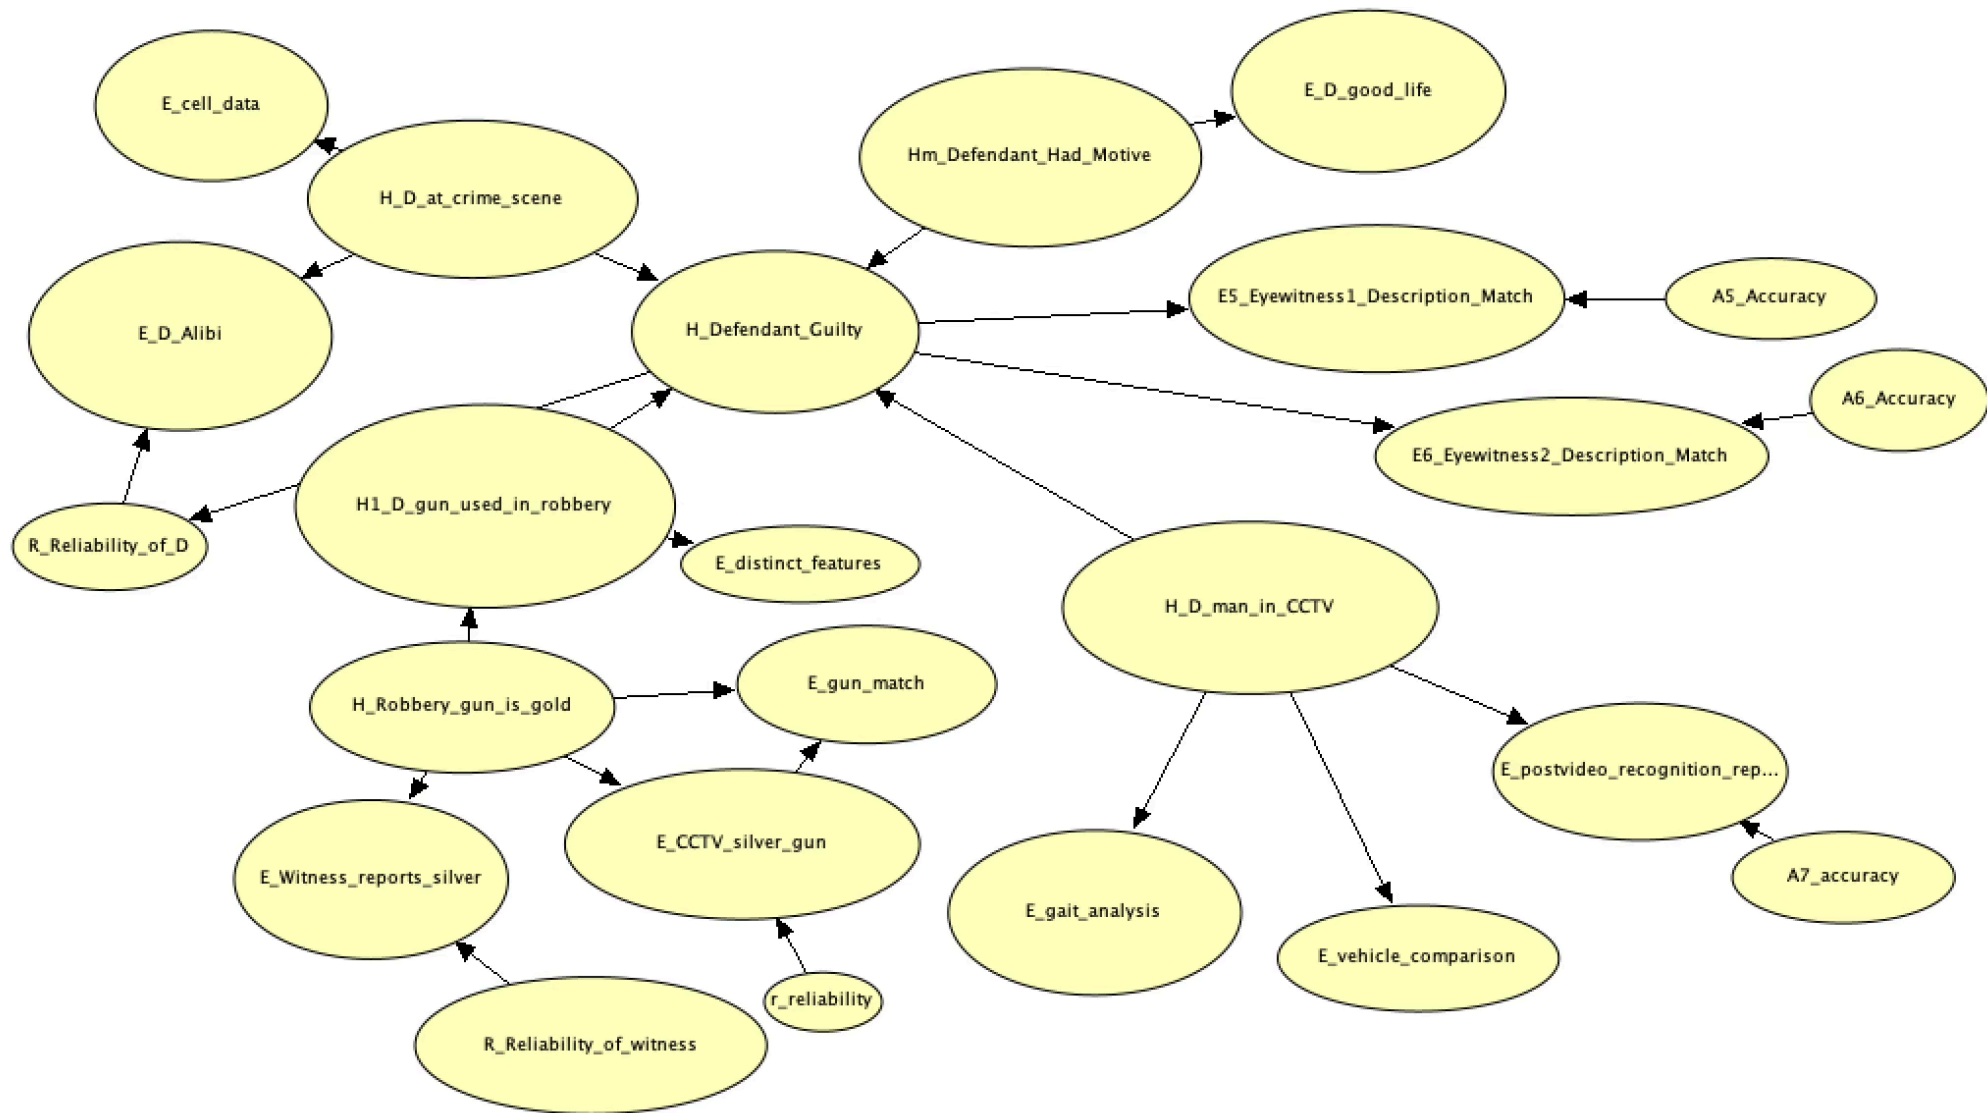 E_D_good_life
E_cell_data
Hm_Defendant_Had_Motive
H_D_at_crime_scene
E5_Eyewitness1_Description_Match
A5_Accuracy
E_D_Alibi
H_Defendant_Guilty
A6_Accuracy
E6_Eyewitness2_Description_Match
H1_D_gun_used_in_robbery
R_Reliability_of_D
E_distinct_features
H_D_man_in_CCTV
E_gun_match
H_Robbery_gun_is_gold
E_postvideo_recognition_rep...
E_CCTV_silver_gun
E_Witness_reports_silver
A7_accuracy
E_gait_analysis
E_vehicle_comparison
r_reliability
R_Reliability_of_witness